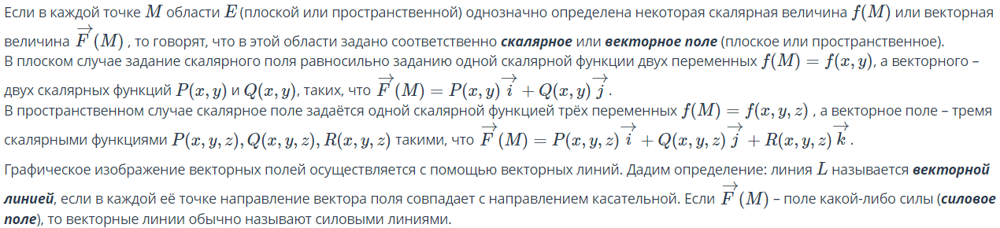 Если в каждой точке M области E (плоской или пространственной) однозначно определена некоторая скалярная величина f(M) или векторная
величина \overrightarrow{F}(M) , то говорят, что в этой области задано соответственно скалярное или векторное поле (плоское или пространственное).
В плоском случае задание скалярного поля равносильно заданию одной скалярной функции двух переменных f(M) = f(x, y), а векторного –
двух скалярных функций P(x, y) и Q(x, y), таких, что \overrightarrow{F}(M) = P(x, y)\overrightarrow{i} + Q(x, y)\overrightarrow{j}.
В пространственном случае скалярное поле задаётся одной скалярной функцией трёх переменных f(M) = f(x, y, z) , а векторное поле – тремя
скалярными функциями P(x, y, z), Q(x, y, z), R(x, y, z) такими, что \overrightarrow{F}(M) = P(x, y, z)\overrightarrow{i} + Q(x, y, z)\overrightarrow{j} + R(x, y, z)\overrightarrow{k}.
Графическое изображение векторных полей осуществляется с помощью векторных линий. Дадим определение: линия L называется векторной
линией, если в каждой её точке направление вектора поля совпадает с направлением касательной. Если \overrightarrow{F}(M) – поле какой-либо силы (силовое
поле), то векторные линии обычно называют силовыми линиями.